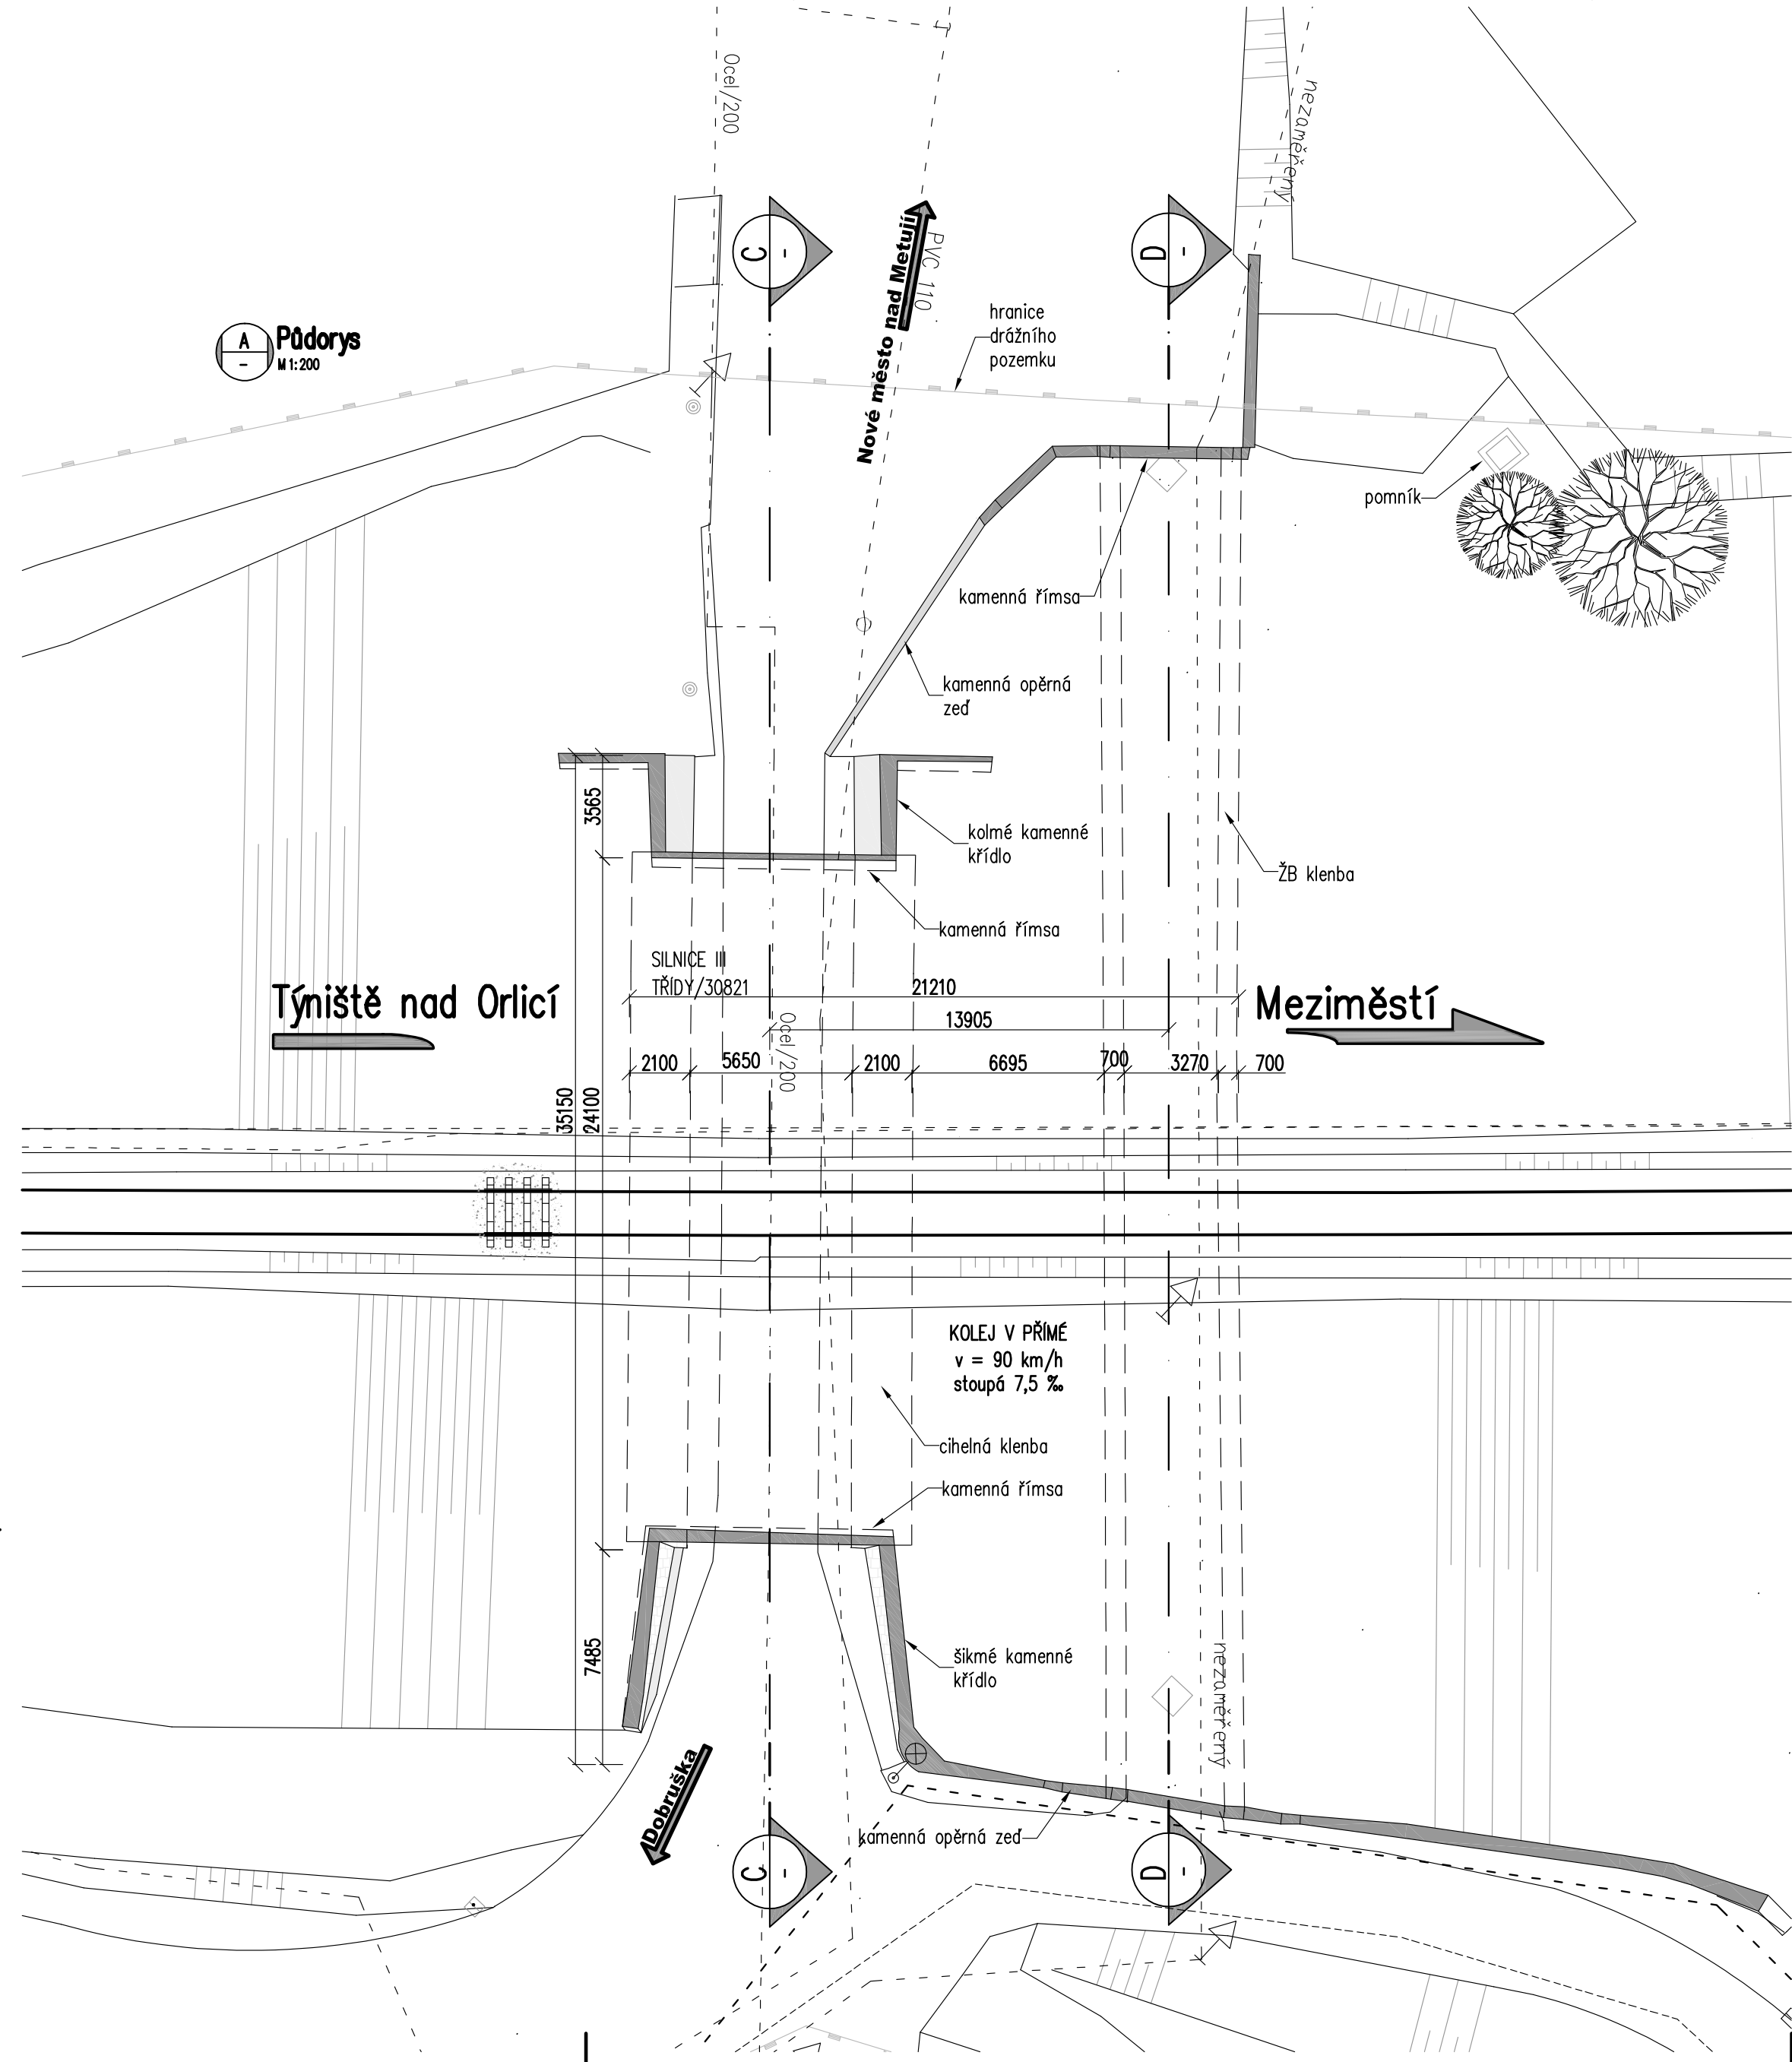 Ocel/200
nezaměřený
C
-
D
-
Nové město nad Metují
PVC 110
hranice
drážního
pozemku
A
-
Půdorys
M 1:200
pomník
kamenná římsa
kamenná opěrná
zeď
3565
kolmé kamenné
křídlo
ŽB klenba
kamenná římsa
SILNICE III
TŘÍDY/30821
21210
Týniště nad Orlicí
Meziměstí
13905
Ocel/200
2100
5650
2100
6695
700
3270
700
35150
24100
KOLEJ V PŘÍMÉ
v = 90 km/h
stoupá 7,5 ‰
cihelná klenba
kamenná římsa
7485
šikmé kamenné
křídlo
nezaměřený
Dobruška
kamenná opěrná zeď
C
-
D
-